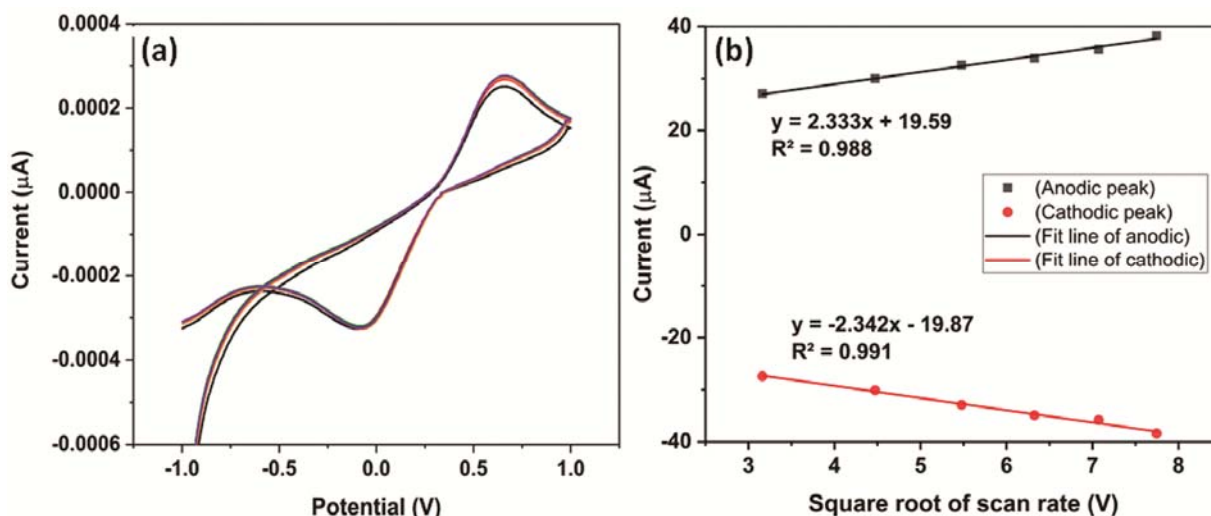 (a)
0.0004
0.0002
0.0000
-0.0002
-0.0004
-0.0006
Current (µA)
-1.0 -0.5 0.0 0.5 1.0
Potential (V)
(b)
40
20
0
-20
-40
Current (µA)
y = 2.333x + 19.59
R² = 0.988
(Anodic peak)
(Cathodic peak)
(Fit line of anodic)
(Fit line of cathodic)
y = -2.342x - 19.87
R² = 0.991
3 4 5 6 7 8
Square root of scan rate (V)